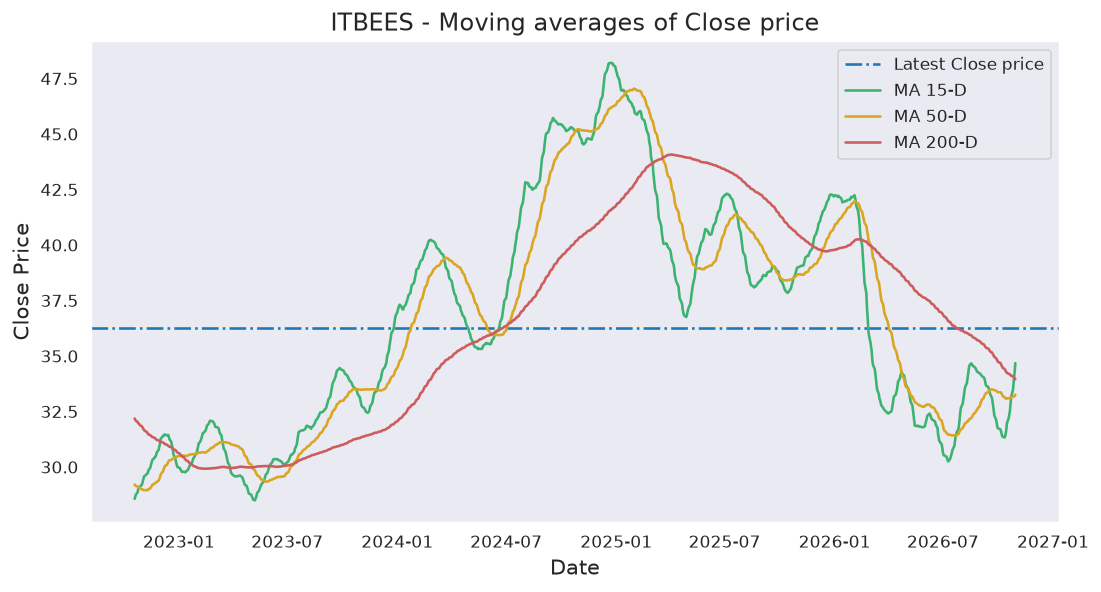 ITBEES - Moving averages of Close price
Latest Close price
MA 15-D
MA 50-D
MA 200-D
Close Price
47.5
45.0
42.5
40.0
37.5
35.0
32.5
30.0
2023-01 2023-07 2024-01 2024-07 2025-01 2025-07 2026-01 2026-07 2027-01
Date